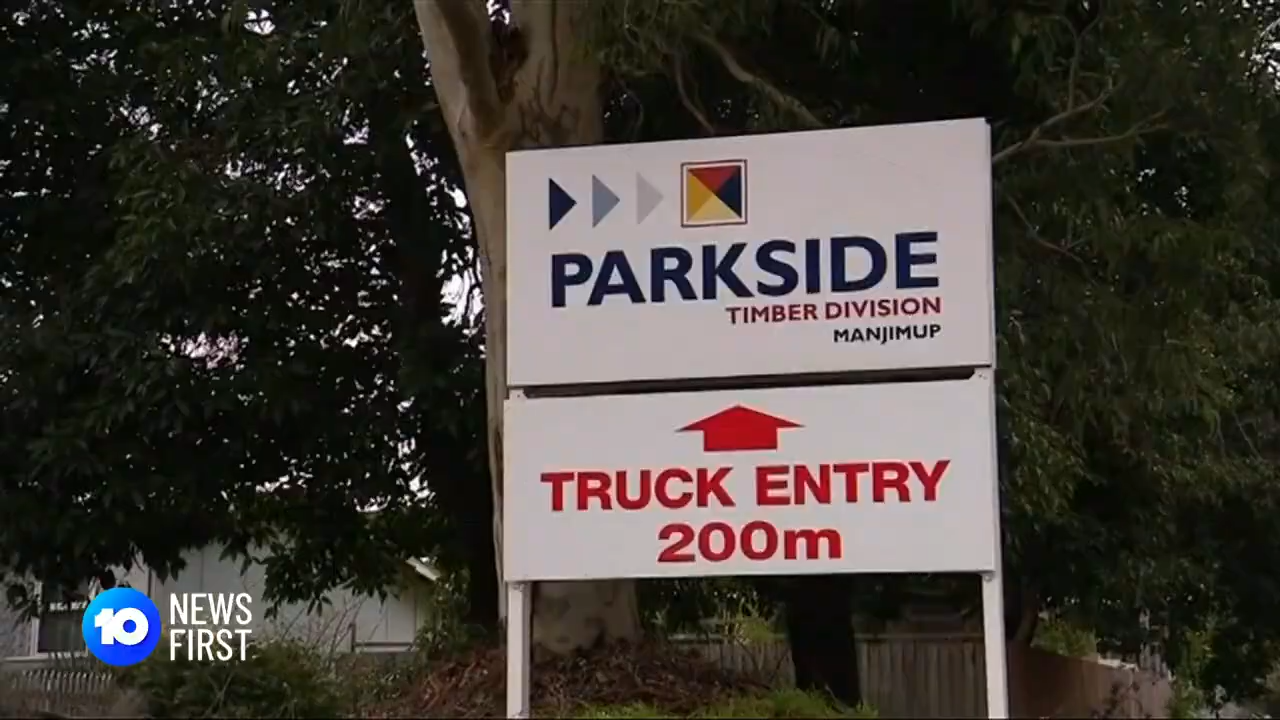 PARKSIDE
TIMBER DIVISION
MANJIMUP
TRUCK ENTRY
200m
10 NEWS
FIRST